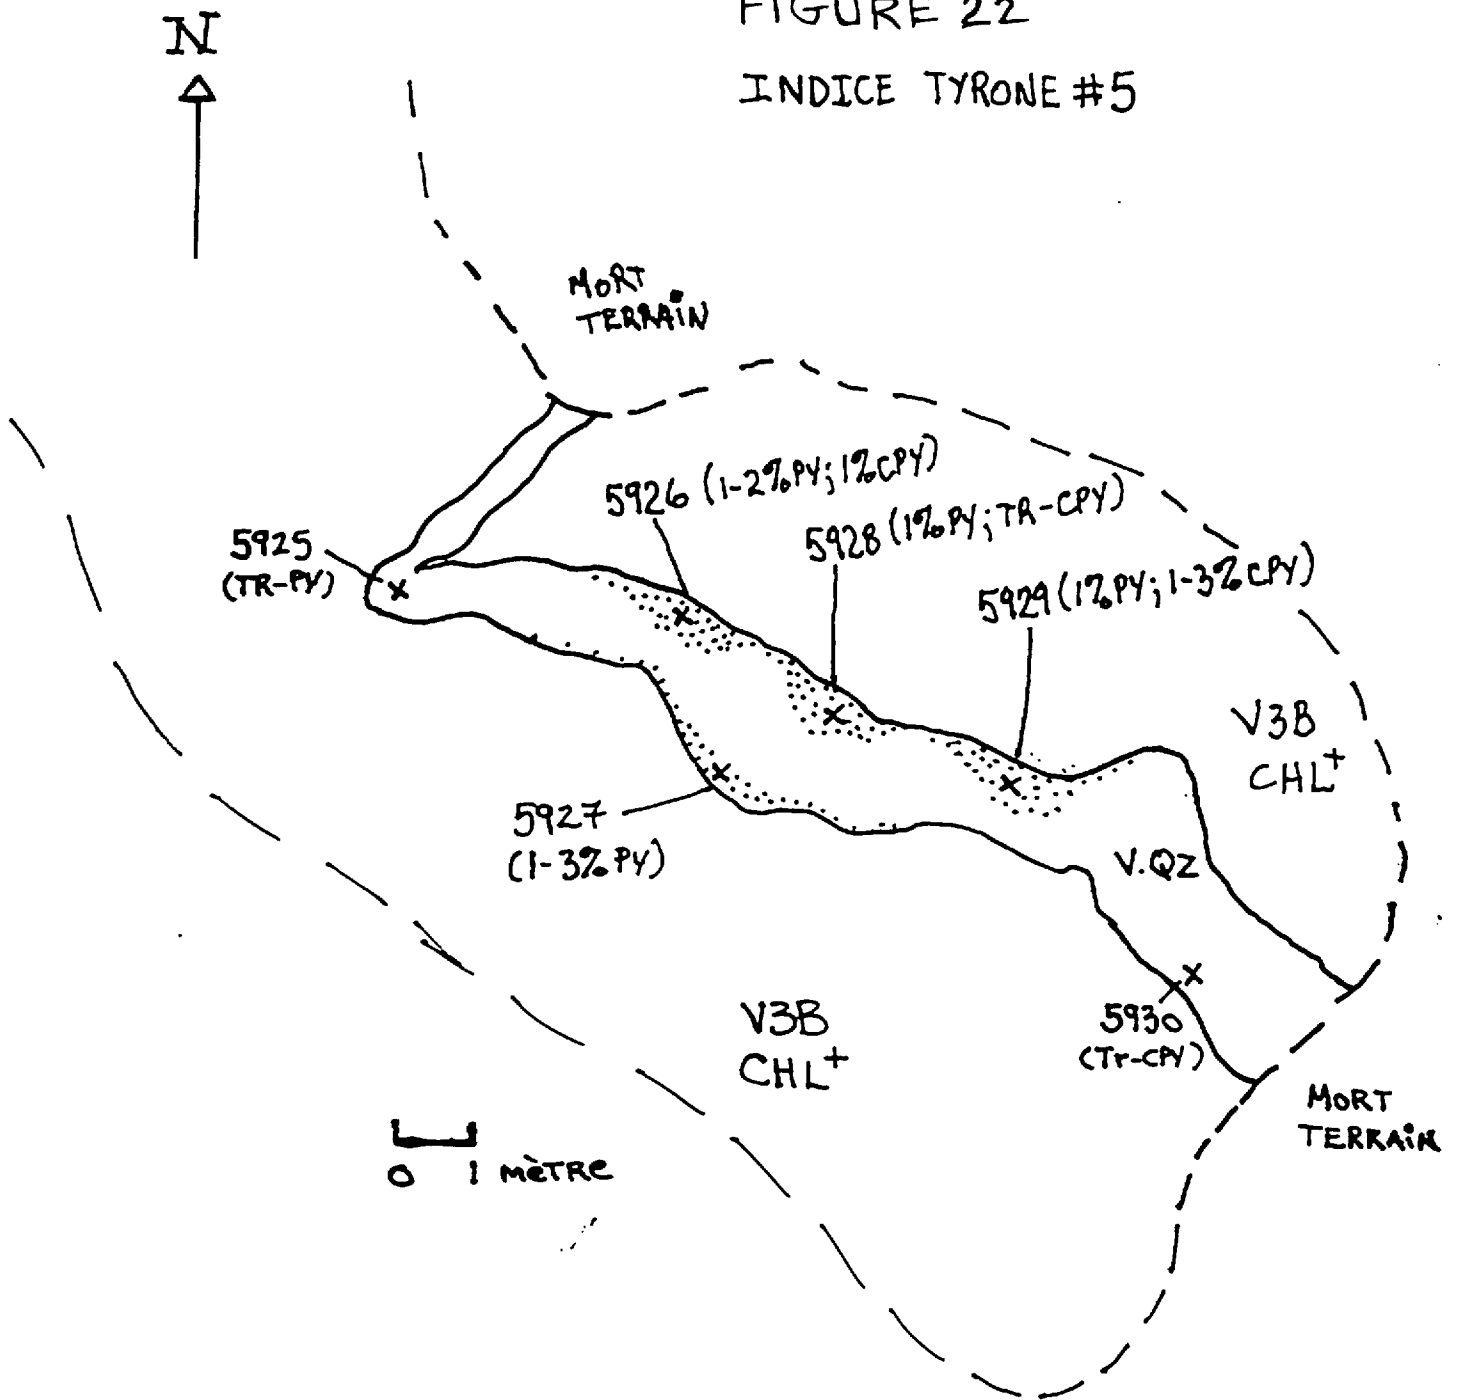 N
FIGURE 22
INDICE TYRONE #5
MORT
TERRAIN
5926 (1-2% PY; 1% CPY)
5928 (1% PY; TR-CPY)
5925
(TR-PY)
5929 (1% PY; 1-3% CPY)
V3B
CHL+
5927
(1-3% PY)
V.QZ
V3B
CHL+
5930
(Tr-CPY)
MORT
TERRAIN
0 1 MÈTRE